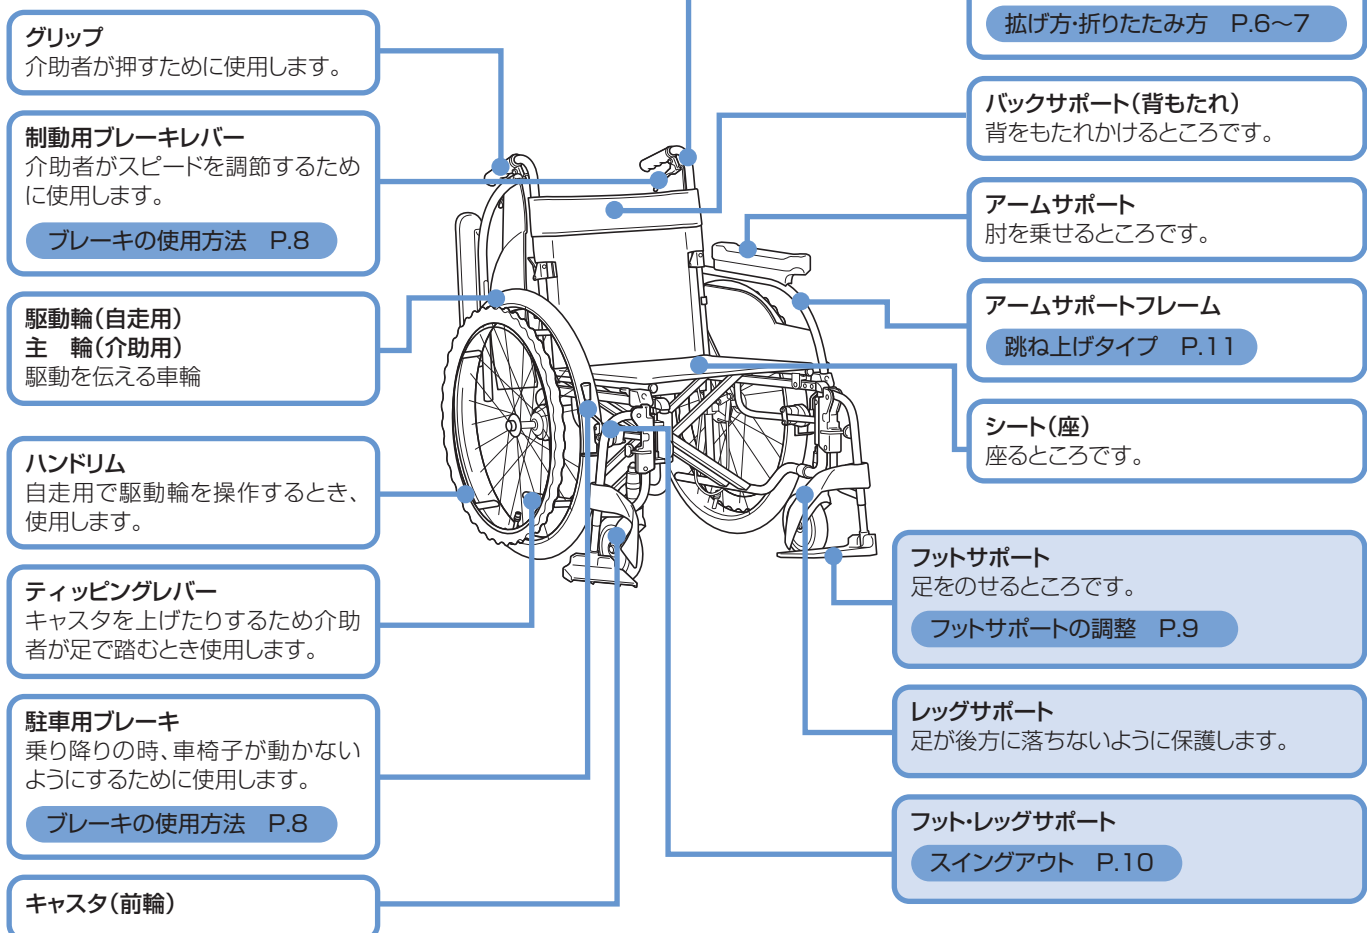 グリップ
介助者が押すために使用します。
制動用ブレーキレバー
介助者がスピードを調節するため
に使用します。
ブレーキの使用方法 P.8
駆動輪(自走用)
主 輪(介助用)
駆動を伝える車輪
ハンドリム
自走用で駆動輪を操作するとき、
使用します。
ティッピングレバー
キャスタを上げたりするため介助
者が足で踏むとき使用します。
駐車用ブレーキ
乗り降りの時、車椅子が動かない
ようにするために使用します。
ブレーキの使用方法 P.8
キャスタ(前輪)
拡げ方・折りたたみ方 P.6〜7
バックサポート(背もたれ)
背をもたれかけるところです。
アームサポート
肘を乗せるところです。
アームサポートフレーム
跳ね上げタイプ P.11
シート(座)
座るところです。
フットサポート
足をのせるところです。
フットサポートの調整 P.9
レッグサポート
足が後方に落ちないように保護します。
フット・レッグサポート
スイングアウト P.10